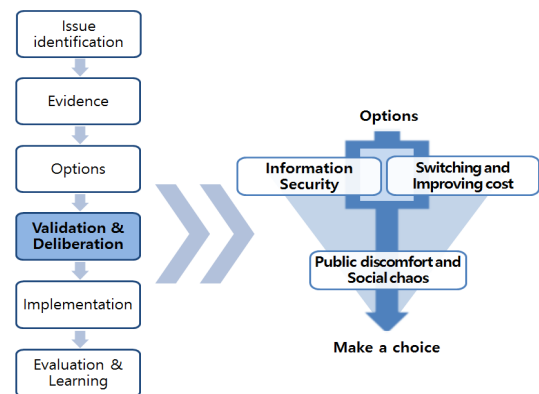 Issue
identification
Evidence
Options
Validation &
Deliberation
Implementation
Evaluation &
Learning
Options
Information
Security
Switching and
Improving cost
Public discomfort and
Social chaos
Make a choice